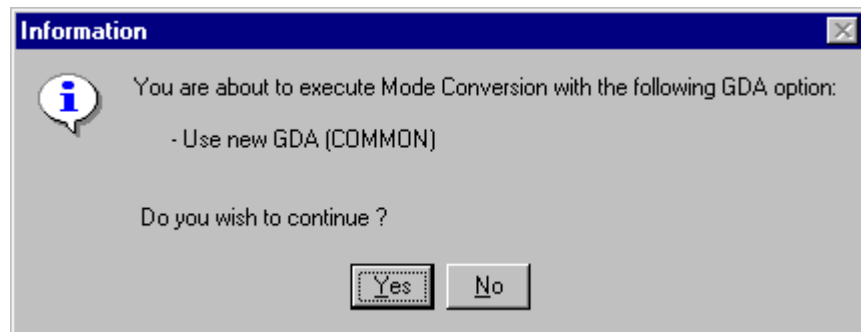 Information
You are about to execute Mode Conversion with the following GDA option:
- Use new GDA (COMMON)
Do you wish to continue ?
Yes No